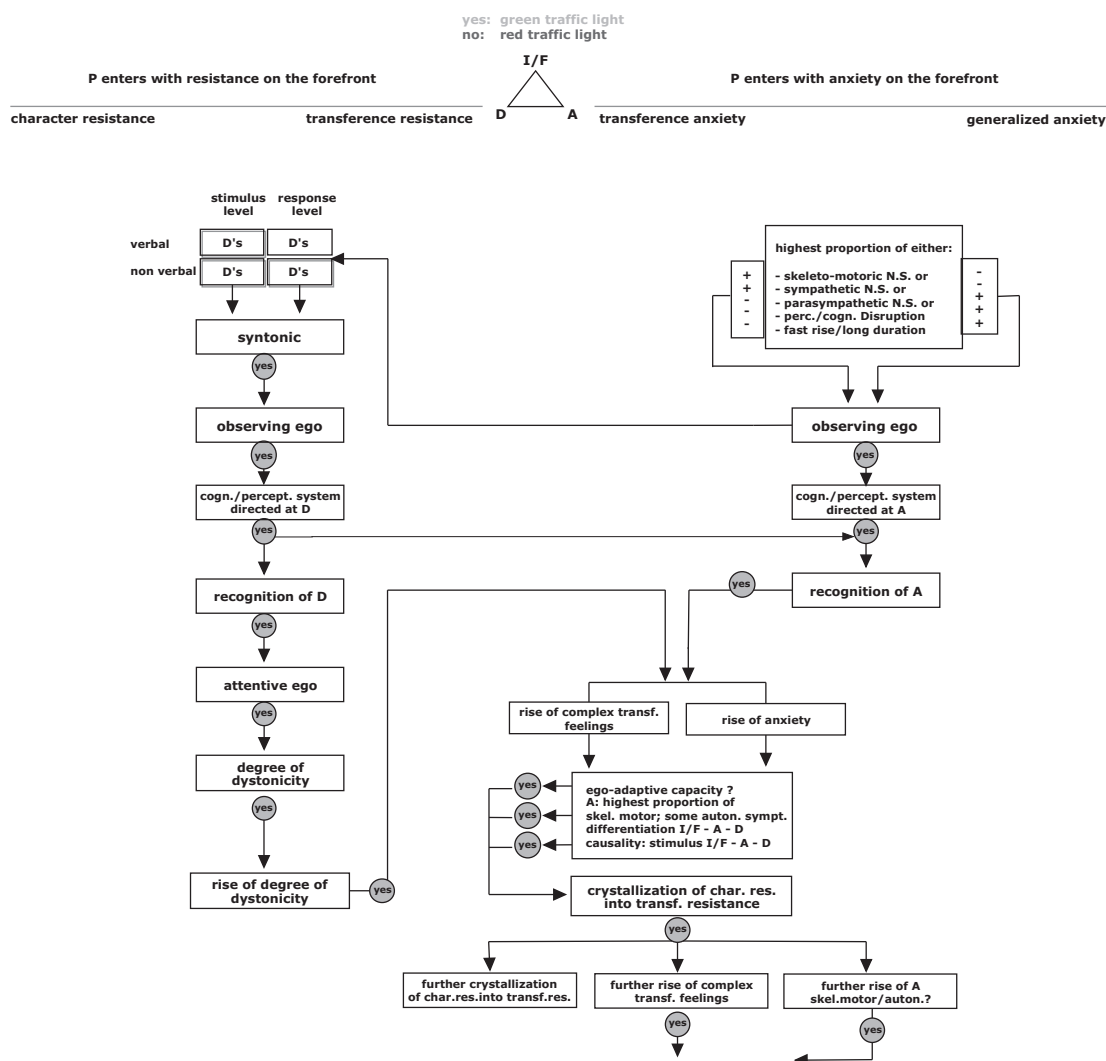 yes: green traffic light
no: red traffic light
I/F
P enters with resistance on the forefront
P enters with anxiety on the forefront
D
A
character resistance
transference resistance
transference anxiety
generalized anxiety
stimulus
level
response
level
verbal
D's
D's
non verbal
D's
D's
highest proportion of either:
- skeleto-motoric N.S. or
- sympathetic N.S. or
- parasympathetic N.S. or
- perc./cogn. Disruption
- fast rise/long duration
+
+
-
-
-
-
-
+
+
+
syntonic
yes
observing ego
observing ego
yes
yes
cogn./percept. system
directed at D
cogn./percept. system
directed at A
yes
yes
recognition of D
yes
recognition of A
yes
attentive ego
yes
rise of complex transf.
feelings
rise of anxiety
degree of
dystonicity
yes
yes
yes
yes
ego-adaptive capacity ?
A: highest proportion of
skel. motor; some auton. sympt.
differentiation I/F - A - D
causality: stimulus I/F - A - D
rise of degree of
dystonicity
yes
crystallization of char. res.
into transf. resistance
yes
further crystallization
of char.res.into transf.res.
further rise of complex
transf. feelings
further rise of A
skel.motor/auton.?
yes
yes